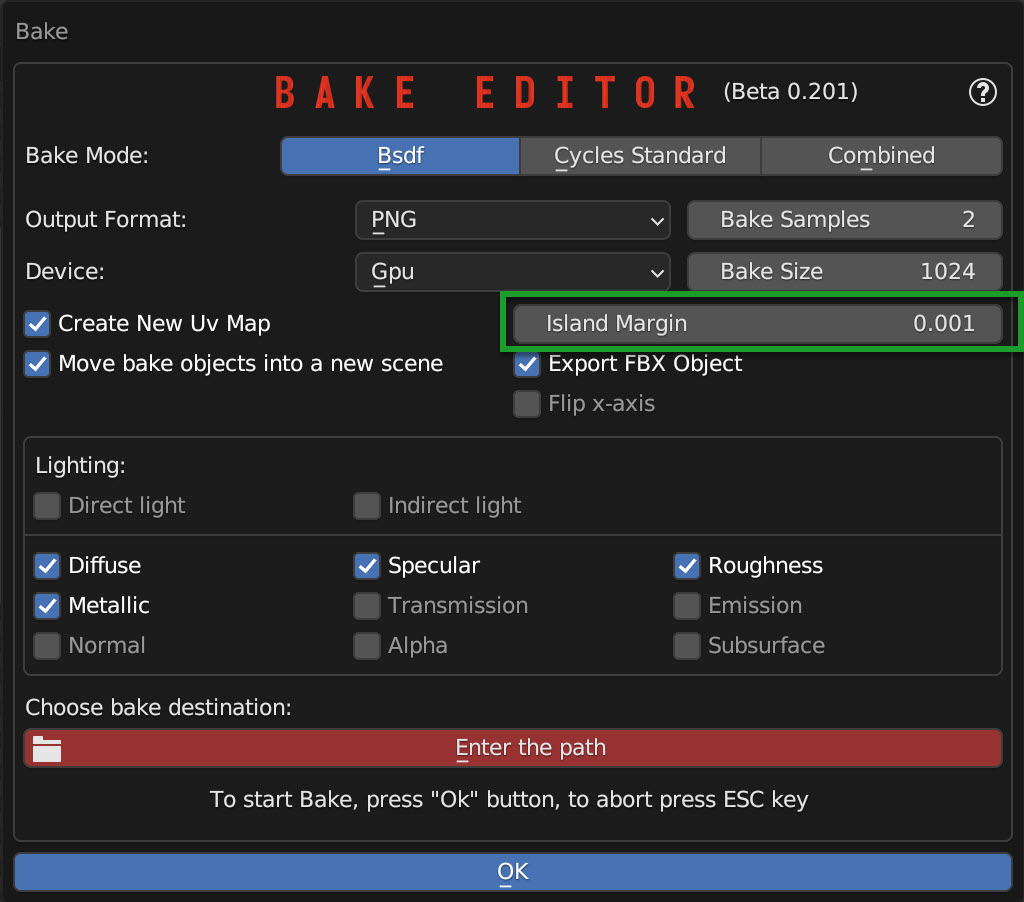 Bake
BAKE EDITOR (Beta 0.201) ?
Bake Mode: Bsdf Cycles Standard Combined
Output Format: PNG Bake Samples 2
Device: Gpu Bake Size 1024
Create New Uv Map Island Margin 0.001
Move bake objects into a new scene Export FBX Object
Flip x-axis
Lighting:
Direct light Indirect light
Diffuse Specular Roughness
Metallic Transmission Emission
Normal Alpha Subsurface
Choose bake destination:
Enter the path
To start Bake, press "Ok" button, to abort press ESC key
OK